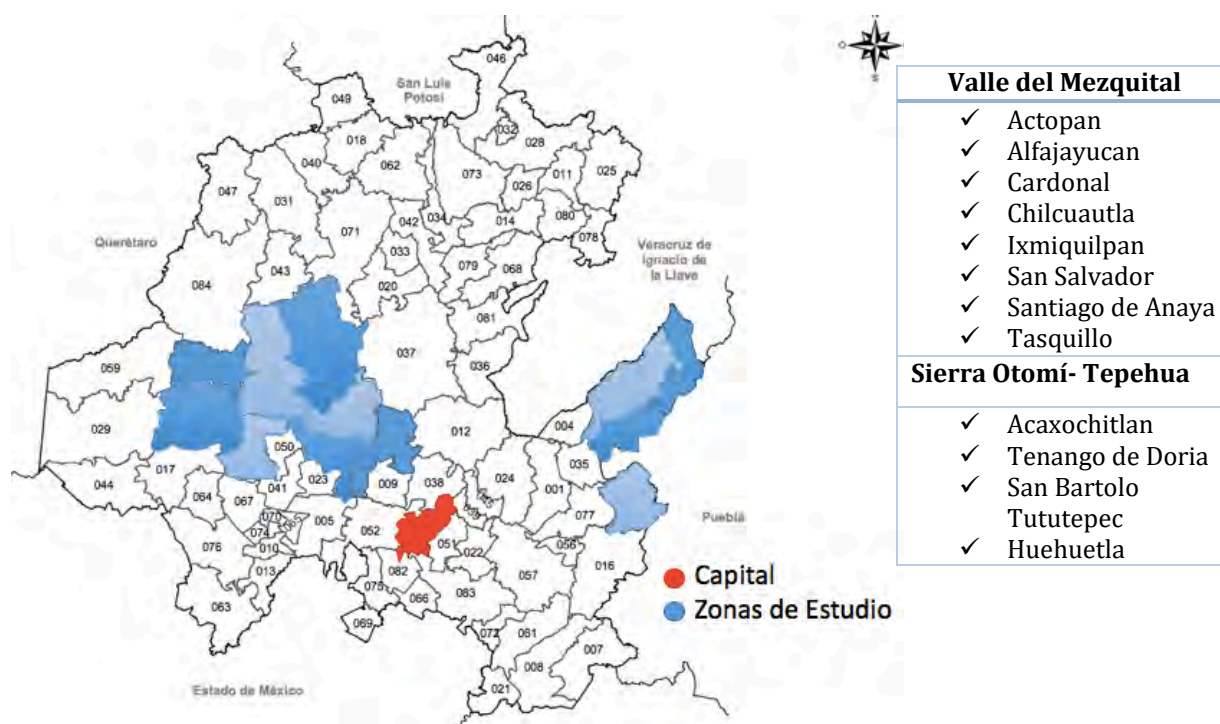 046
San Luis
Potosí
049
032
018
028
040
062
073
011
025
026
047
031
034
080
014
042
071
078
Querétaro
033
Veracruz de
Ignacio de
la Llave
043
079
068
084
020
081
037
036
059
004
029
012
050
035
017
009
038
024
044
023
001
064
067
041
077
070
005
052
Puebla
074
051
056
010
022
076
016
013
082
057
075
063
066
083
069
072
061
007
008
021
Estado de México
O
S
Capital
Zonas de Estudio
Valle del Mezquital
✓ Actopan
✓ Alfajayucan
✓ Cardonal
✓ Chilcuautla
✓ Ixmiquilpan
✓ San Salvador
✓ Santiago de Anaya
✓ Tasquillo
Sierra Otomí- Tepehua
✓ Acaxochitlan
✓ Tenango de Doria
✓ San Bartolo
Tututepec
✓ Huehuetla